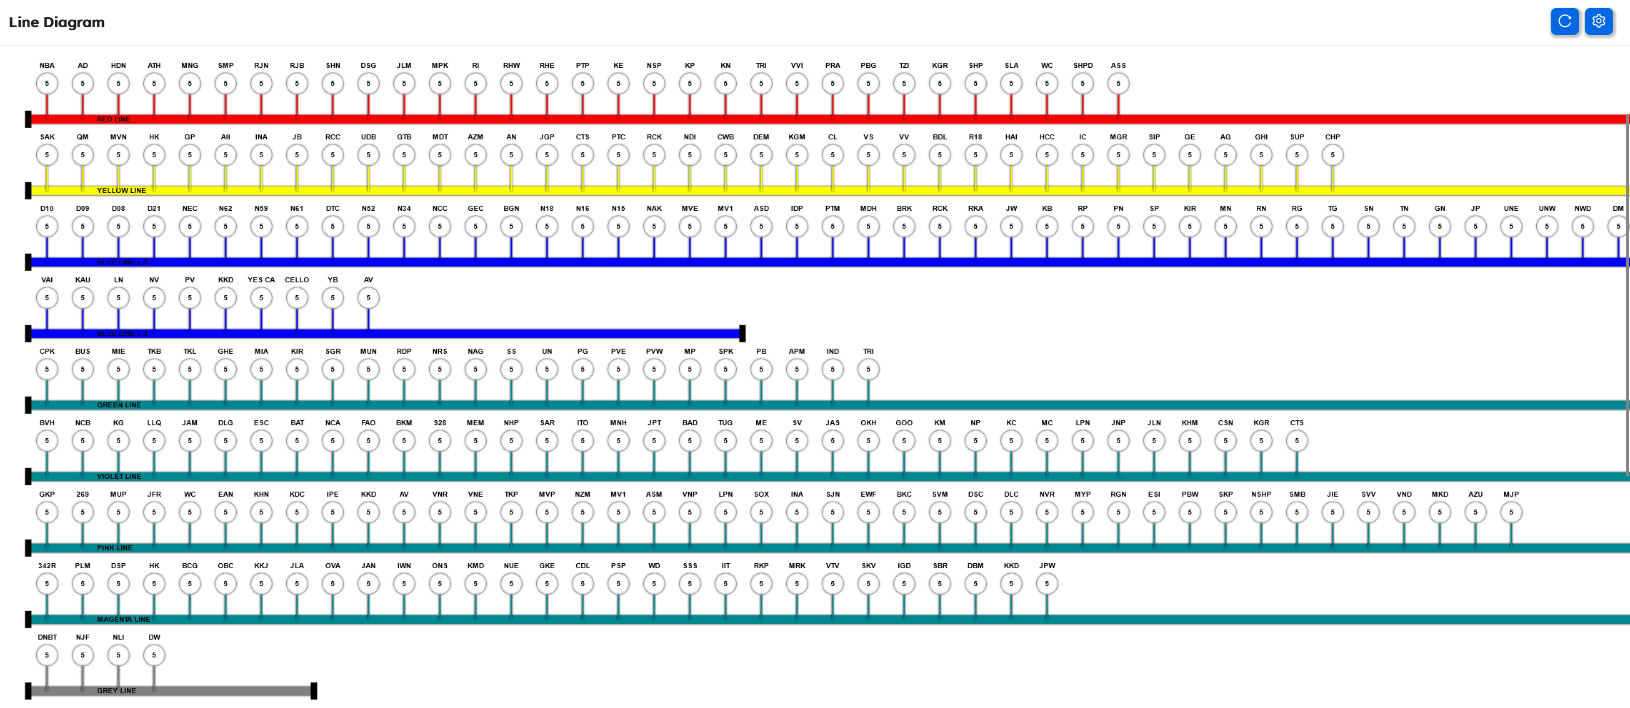 Line Diagram
NBA AD HDN ATH MNG SMP RJN RJB SHN DSG JLM MPK RI RHW RHE PTP KE NSP KP KN TRI VVI PRA PBG TZI KGR SHP SLA WC SHPD ASS
5 5 5 5 5 5 5 5 5 5 5 5 5 5 5 5 5 5 5 5 5 5 5 5 5 5 5 5 5 5 5
RED LINE
SAK QM MVN HK GP AII INA JB RCC UDB GTB MDT AZM AN JGP CTS PTC RCK NDI CWB DEM KGM CL VS VV BDL R18 HAI HCC IC MGR SIP GE AG GHI SUP CHP
5 5 5 5 5 5 5 5 5 5 5 5 5 5 5 5 5 5 5 5 5 5 5 5 5 5 5 5 5 5 5 5 5 5 5 5 5
YELLOW LINE
D10 D09 D08 D21 NEC N62 N59 N61 DTC N52 N34 NCC GEC BGN N18 N16 N15 NAK MVE MV1 ASD IDP PTM MDH BRK RCK RKA JW KB RP PN SP KIR MN RN RG TG SN TN GN JP UNE UNW NWD DM
5 5 5 5 5 5 5 5 5 5 5 5 5 5 5 5 5 5 5 5 5 5 5 5 5 5 5 5 5 5 5 5 5 5 5 5 5 5 5 5 5 5 5 5 5
VAI KAU LN NV PV KKD YES CA CELLO YB AV
5 5 5 5 5 5 5 5 5 5
CPK BUS MIE TKB TKL GHE MIA KIR SGR MUN RDP NRS NAG SS UN PG PVE PVW MP SPK PB APM IND TRI
5 5 5 5 5 5 5 5 5 5 5 5 5 5 5 5 5 5 5 5 5 5 5 5
GREEN LINE
BVH NCB KG LLQ JAM DLG ESC BAT NCA FAO BKM S28 MEM NHP SAR ITO MNH JPT BAD TUG ME SV JAS OKH GOO KM NP KC MC LPN JNP JLN KHM CSN KGR CTS
5 5 5 5 5 5 5 5 5 5 5 5 5 5 5 5 5 5 5 5 5 5 5 5 5 5 5 5 5 5 5 5 5 5 5 5
VIOLET LINE
GKP 269 MUP JFR WC EAN KHN KDC IPE KKD AV VNR VNE TKP MVP NZM MV1 ASM VNP LPN SOX INA SJN EWF BKC SVM DSC DLC NVR MYP RGN ESI PBW SKP NSHP SMB JIE SVV VND MKD AZU MJP
5 5 5 5 5 5 5 5 5 5 5 5 5 5 5 5 5 5 5 5 5 5 5 5 5 5 5 5 5 5 5 5 5 5 5 5 5 5 5 5 5 5
PINK LINE
342R PLM DSP HK BCG OBC KKJ JLA OVA JAN IWN ONS KMD NUE GKE CDL PSP WD SSS IIT RKP MRK VTV SKV IGD SBR DBM KKD JPW
5 5 5 5 5 5 5 5 5 5 5 5 5 5 5 5 5 5 5 5 5 5 5 5 5 5 5 5 5
MAGENTA LINE
DNBT NJF NLI DW
5 5 5 5
GREY LINE